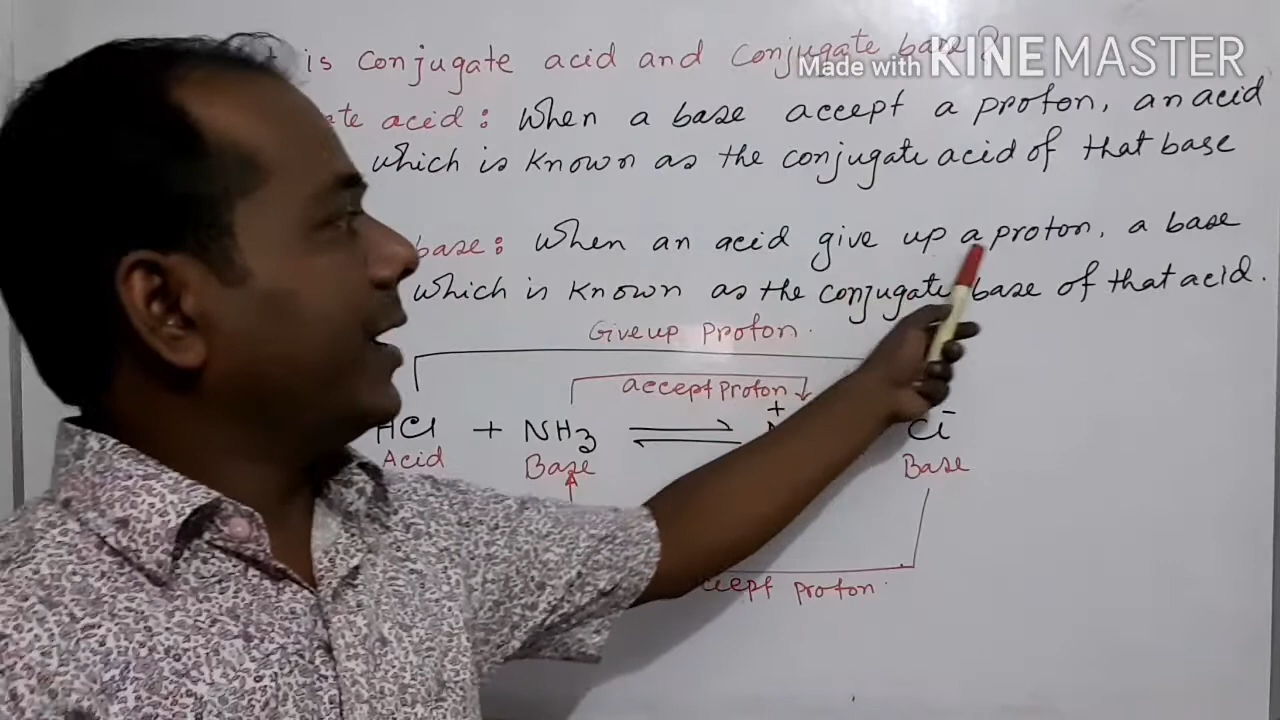 is conjugate acid and conjugate base?
Made with KINEMASTER
acid : When a base accept a proton, an acid
which is known as the conjugate acid of that base
base: When an acid give up a proton, a base
which is known as the conjugate base of that acid.
Give up proton.
accept proton
HCl + NH3 ⇌ + Cl⁻
Acid Base Base
proton.